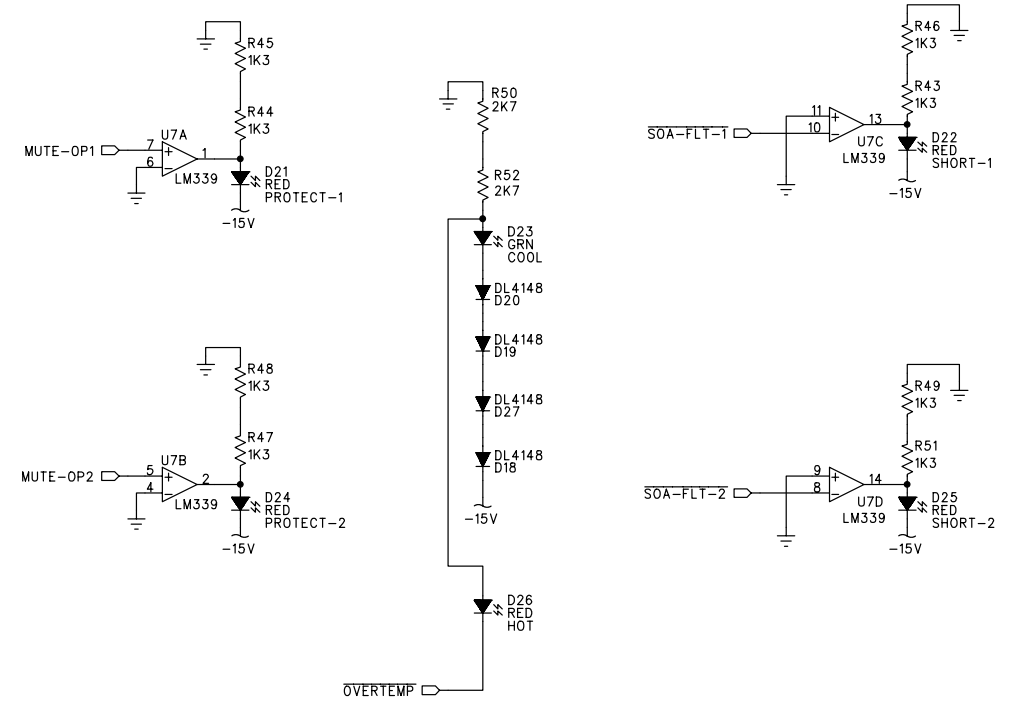 R45
1K3
R44
1K3
U7A
MUTE-OP1
7
6
1
LM339
D21
RED
PROTECT-1
-15V
R50
2K7
R52
2K7
D23
GRN
COOL
DL4148
D20
DL4148
D19
DL4148
D27
DL4148
D18
-15V
D26
RED
HOT
OVERTEMP
R46
1K3
R43
1K3
SOA-FLT-1
11
10
13
U7C
LM339
D22
RED
SHORT-1
-15V
R48
1K3
R47
1K3
U7B
MUTE-OP2
5
4
2
LM339
D24
RED
PROTECT-2
-15V
R49
1K3
R51
1K3
SOA-FLT-2
9
8
14
U7D
LM339
D25
RED
SHORT-2
-15V
+
-
+
-
+
-
+
-